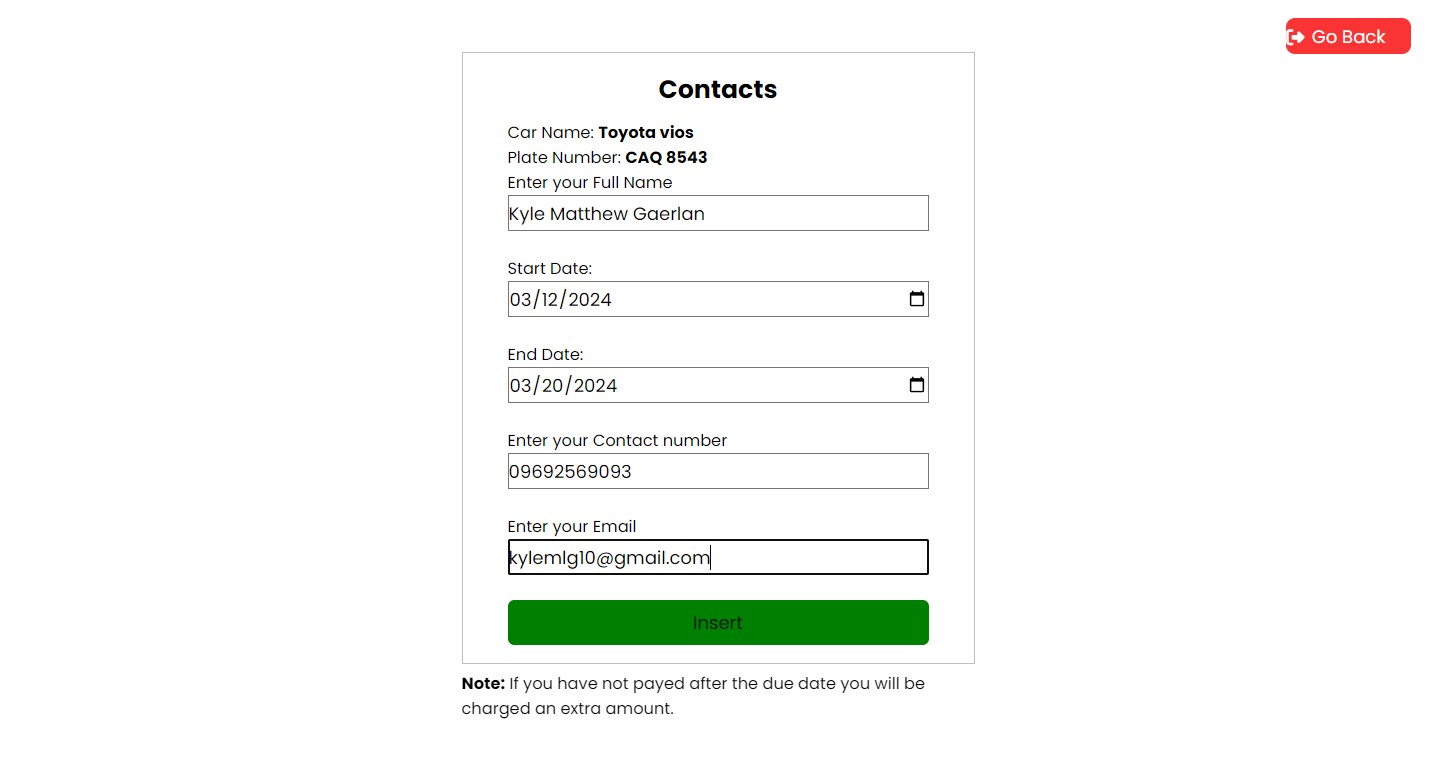 Go Back
Contacts
Car Name: Toyota vios
Plate Number: CAQ 8543
Enter your Full Name
Kyle Matthew Gaerlan
Start Date:
03/12/2024
End Date:
03/20/2024
Enter your Contact number
09692569093
Enter your Email
kylemlg10@gmail.com
Insert
Note: If you have not payed after the due date you will be
charged an extra amount.